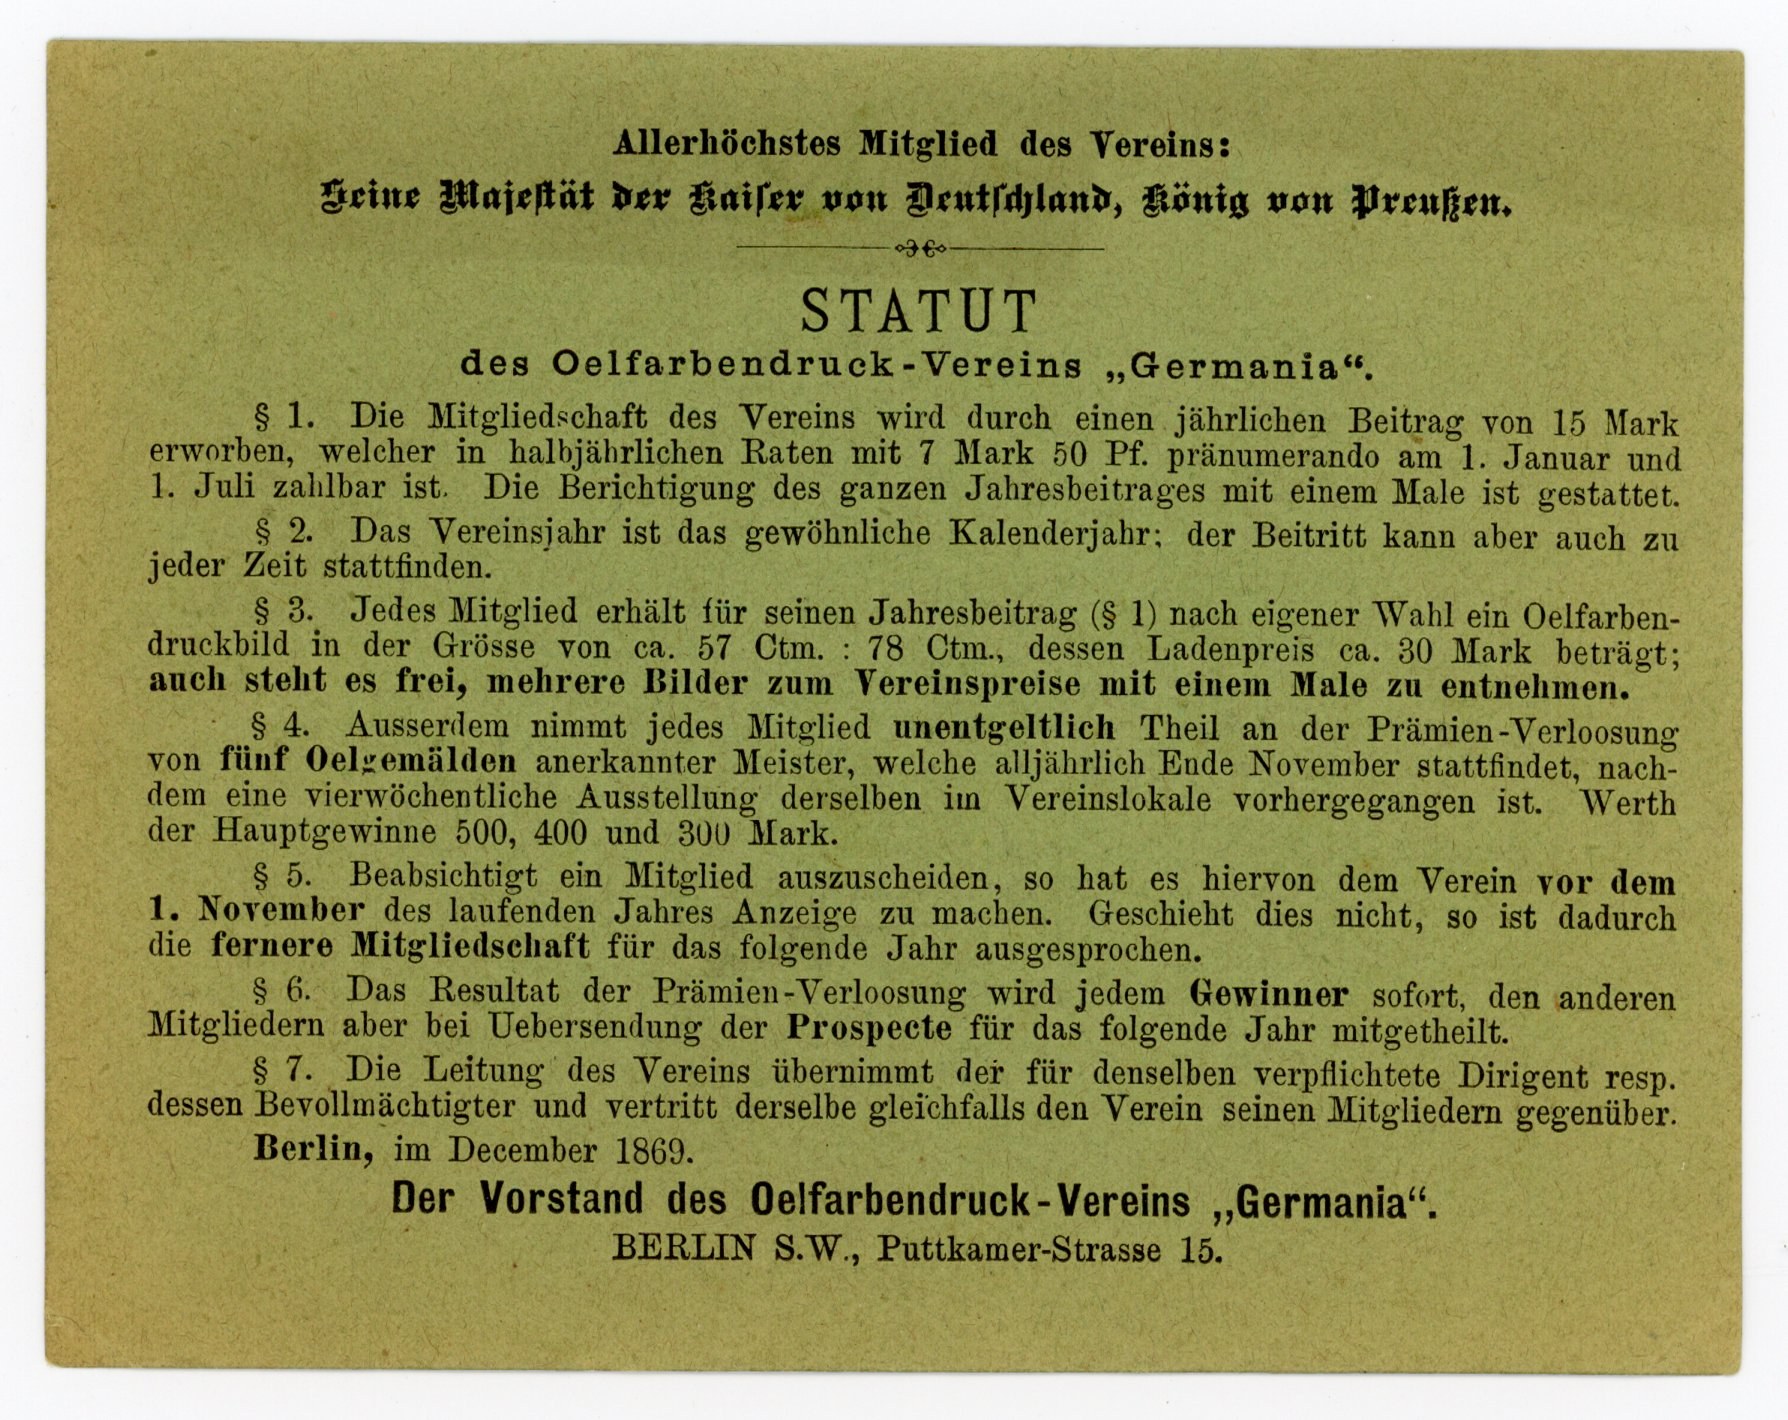 Allerhöchstes Mitglied des Vereins:
Seine Majestät der Kaiser von Deutschland, König von Preußen.
STATUT
des Oelfarbendruck-Vereins „Germania“.
§ 1. Die Mitgliedschaft des Vereins wird durch einen jährlichen Beitrag von 15 Mark
erworben, welcher in halbjährlichen Raten mit 7 Mark 50 Pf. pränumerando am 1. Januar und
1. Juli zahlbar ist. Die Berichtigung des ganzen Jahresbeitrages mit einem Male ist gestattet.
§ 2. Das Vereinsjahr ist das gewöhnliche Kalenderjahr; der Beitritt kann aber auch zu
jeder Zeit stattfinden.
§ 3. Jedes Mitglied erhält für seinen Jahresbeitrag (§ 1) nach eigener Wahl ein Oelfarben-
druckbild in der Grösse von ca. 57 Ctm. : 78 Ctm., dessen Ladenpreis ca. 30 Mark beträgt;
auch steht es frei, mehrere Bilder zum Vereinspreise mit einem Male zu entnehmen.
§ 4. Ausserdem nimmt jedes Mitglied unentgeltlich Theil an der Prämien-Verloosung
von fünf Oelgemälden anerkannter Meister, welche alljährlich Ende November stattfindet, nach-
dem eine vierwöchentliche Ausstellung derselben im Vereinslokale vorhergegangen ist. Werth
der Hauptgewinne 500, 400 und 300 Mark.
§ 5. Beabsichtigt ein Mitglied auszuscheiden, so hat es hiervon dem Verein vor dem
1. November des laufenden Jahres Anzeige zu machen. Geschieht dies nicht, so ist dadurch
die fernere Mitgliedschaft für das folgende Jahr ausgesprochen.
§ 6. Das Resultat der Prämien-Verloosung wird jedem Gewinner sofort, den anderen
Mitgliedern aber bei Uebersendung der Prospecte für das folgende Jahr mitgetheilt.
§ 7. Die Leitung des Vereins übernimmt der für denselben verpflichtete Dirigent resp.
dessen Bevollmächtigter und vertritt derselbe gleichfalls den Verein seinen Mitgliedern gegenüber.
Berlin, im December 1869.
Der Vorstand des Oelfarbendruck-Vereins „Germania“.
BERLIN S.W., Puttkamer-Strasse 15.